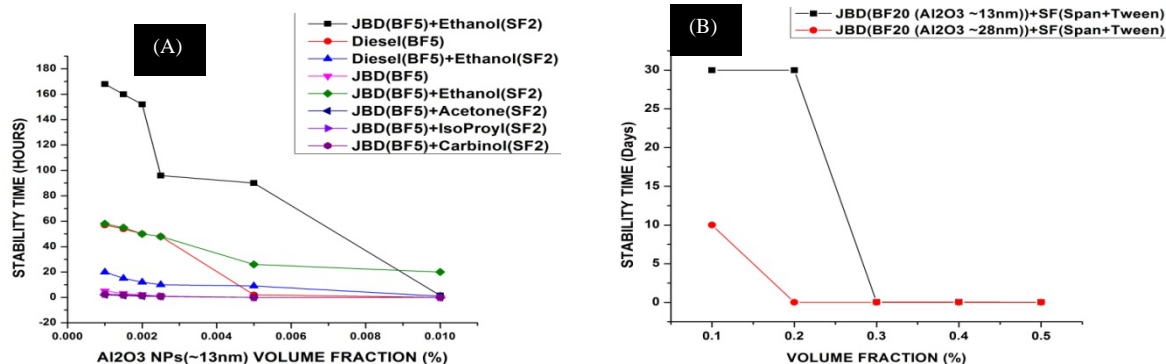 (A)
JBD(BF5)+Ethanol(SF2)
Diesel(BF5)
Diesel(BF5)+Ethanol(SF2)
JBD(BF5)
JBD(BF5)+Ethanol(SF2)
JBD(BF5)+Acetone(SF2)
JBD(BF5)+IsoProyl(SF2)
JBD(BF5)+Carbinol(SF2)
STABILITY TIME (HOURS)
180
160
140
120
100
80
60
40
20
0
-20
0.000 0.002 0.004 0.006 0.008 0.010
Al2O3 NPs(~13nm) VOLUME FRACTION (%)
(B)
JBD(BF20 (Al2O3 ~13nm))+SF(Span+Tween)
JBD(BF20 (Al2O3 ~28nm))+SF(Span+Tween)
STABILITY TIME (Days)
30
25
20
15
10
5
0
0.1 0.2 0.3 0.4 0.5
VOLUME FRACTION (%)